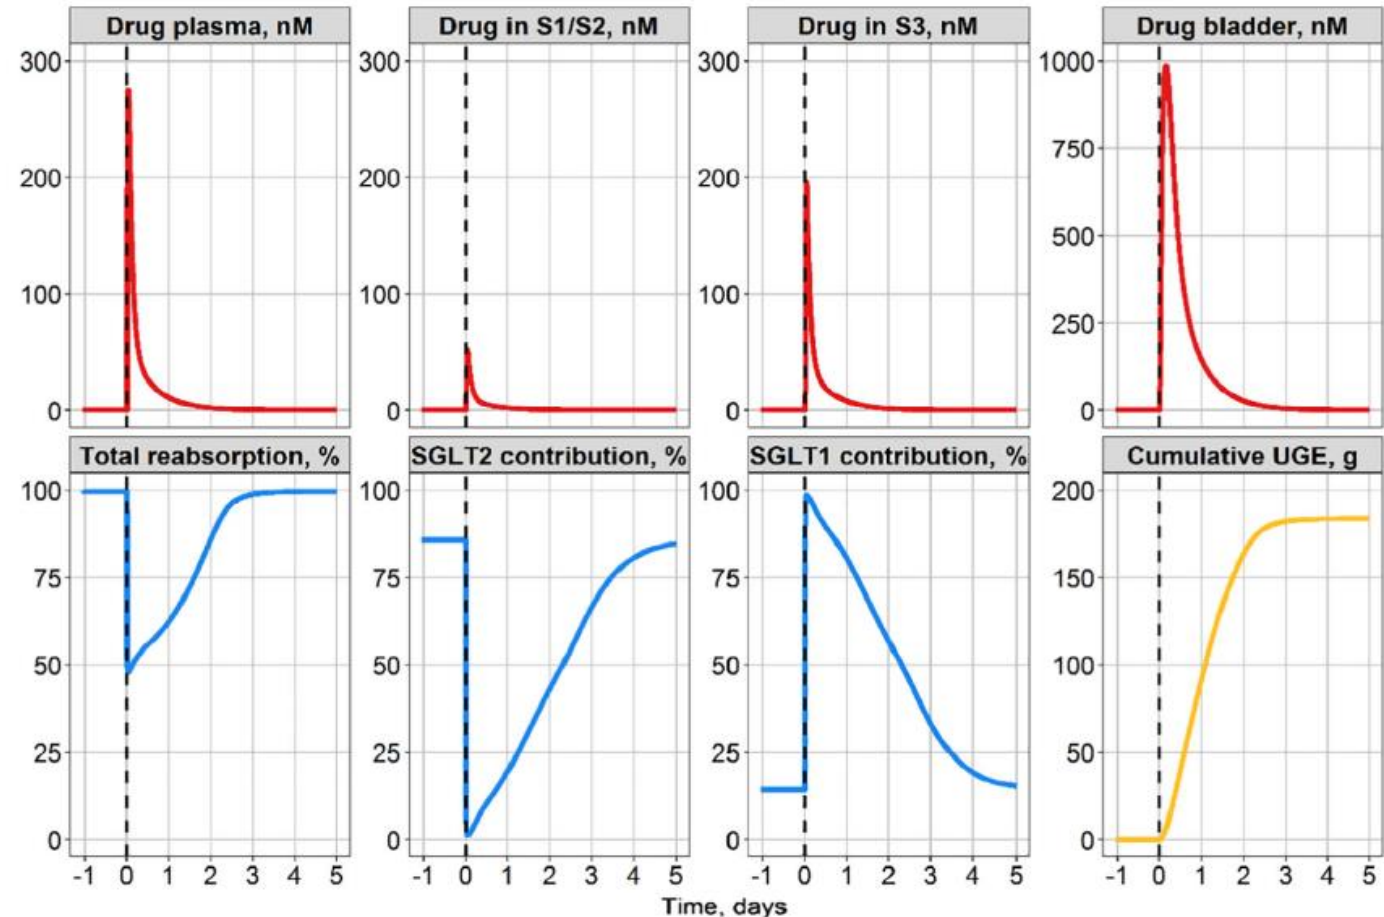 Drug plasma, nM
Drug in S1/S2, nM
Drug in S3, nM
Drug bladder, nM
300
200
100
0
300
200
100
0
300
200
100
0
1000
750
500
250
0
Total reabsorption, %
SGLT2 contribution, %
SGLT1 contribution, %
Cumulative UGE, g
100
75
50
25
0
100
75
50
25
0
100
75
50
25
0
200
150
100
50
0
-1 0 1 2 3 4 5
-1 0 1 2 3 4 5
-1 0 1 2 3 4 5
-1 0 1 2 3 4 5
Time, days